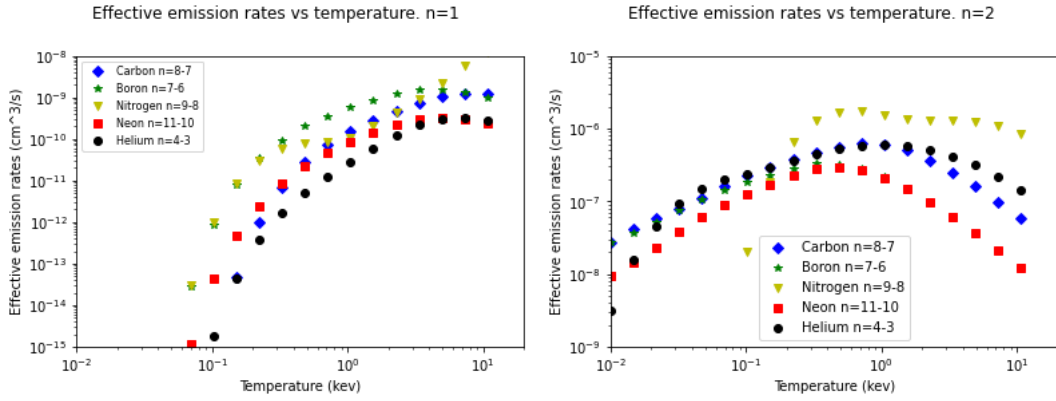 Effective emission rates vs temperature. n=1
Effective emission rates (cm^3/s)
10^-8
10^-9
10^-10
10^-11
10^-12
10^-13
10^-14
10^-15
Carbon n=8-7
Boron n=7-6
Nitrogen n=9-8
Neon n=11-10
Helium n=4-3
10^-2
10^-1
10^0
10^1
Temperature (kev)
Effective emission rates vs temperature. n=2
Effective emission rates (cm^3/s)
10^-5
10^-6
10^-7
10^-8
10^-9
Carbon n=8-7
Boron n=7-6
Nitrogen n=9-8
Neon n=11-10
Helium n=4-3
10^-2
10^-1
10^0
10^1
Temperature (kev)